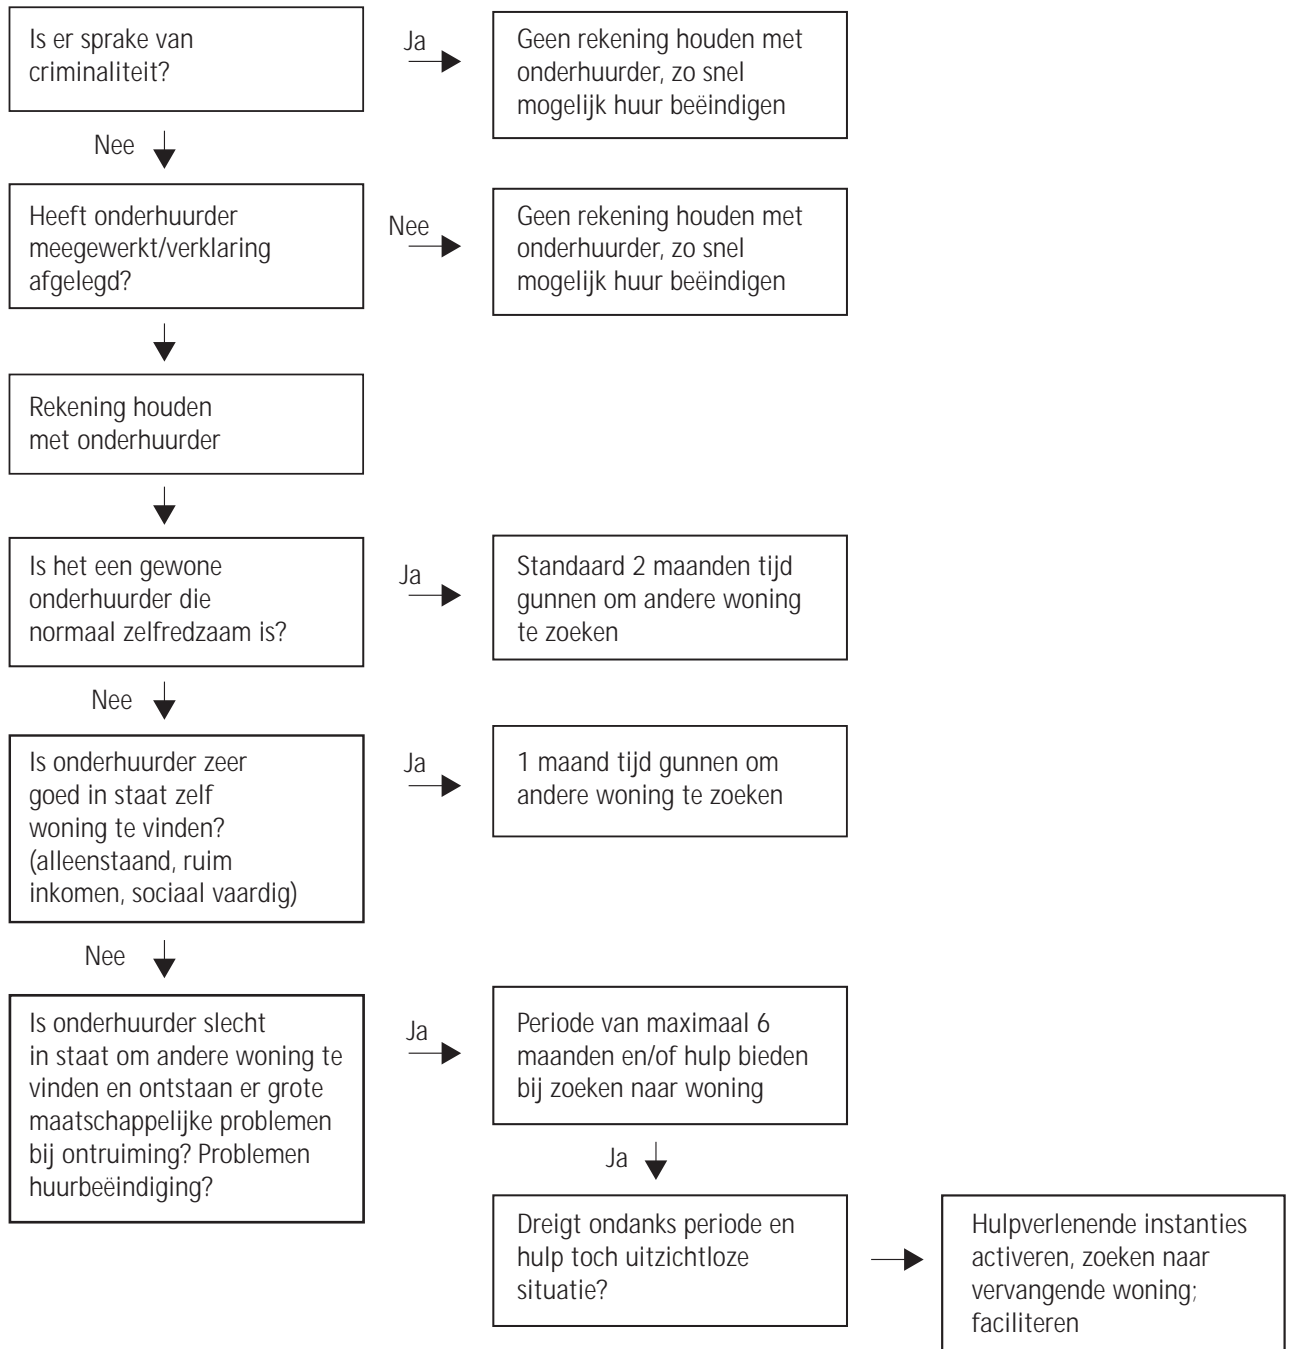 Is er sprake van
criminaliteit?
Ja
Geen rekening houden met
onderhuurder, zo snel
mogelijk huur beëindigen
Nee
Heeft onderhuurder
meegewerkt/verklaring
afgelegd?
Nee
Geen rekening houden met
onderhuurder, zo snel
mogelijk huur beëindigen
Rekening houden
met onderhuurder
Is het een gewone
onderhuurder die
normaal zelfredzaam is?
Ja
Standaard 2 maanden tijd
gunnen om andere woning
te zoeken
Nee
Is onderhuurder zeer
goed in staat zelf
woning te vinden?
(alleenstaand, ruim
inkomen, sociaal vaardig)
Ja
1 maand tijd gunnen om
andere woning te zoeken
Nee
Is onderhuurder slecht
in staat om andere woning te
vinden en ontstaan er grote
maatschappelijke problemen
bij ontruiming? Problemen
huurbeëindiging?
Ja
Periode van maximaal 6
maanden en/of hulp bieden
bij zoeken naar woning
Ja
Dreigt ondanks periode en
hulp toch uitzichtloze
situatie?
Hulpverlenende instanties
activeren, zoeken naar
vervangende woning;
faciliteren